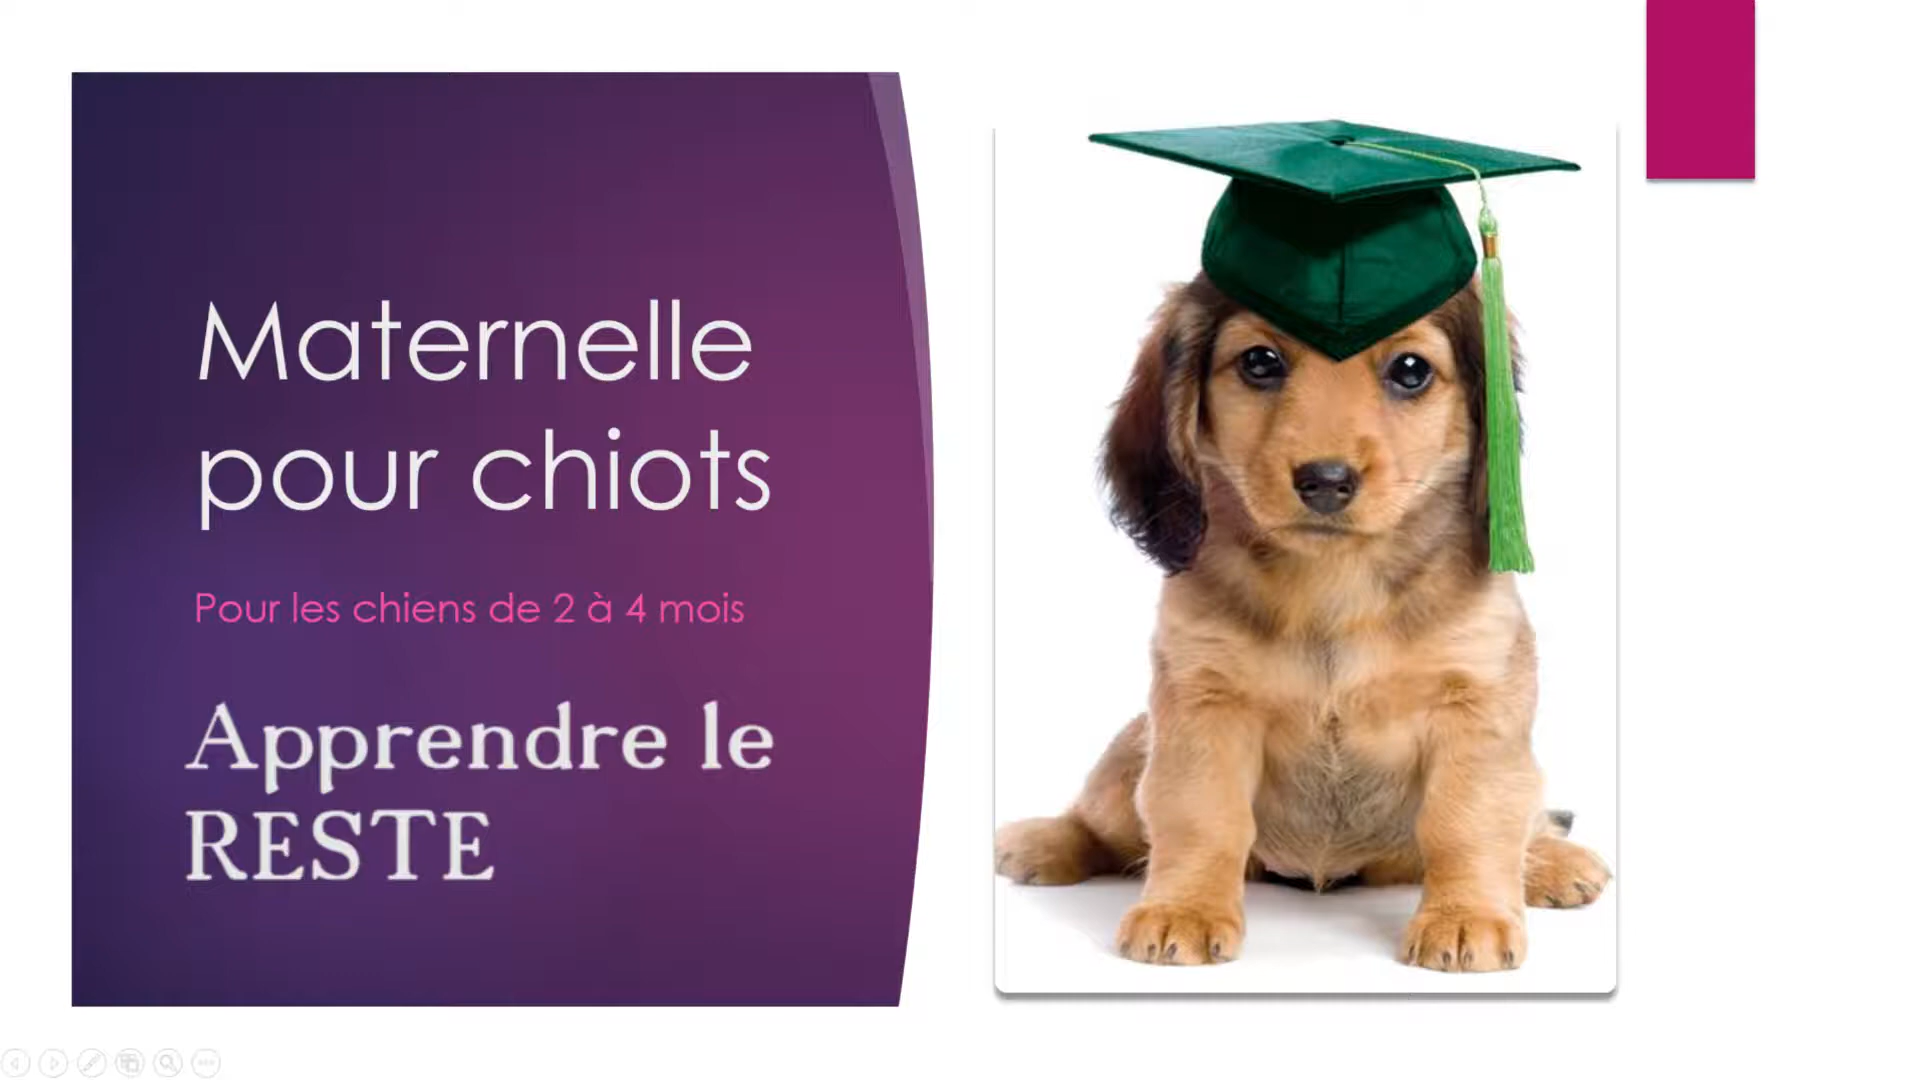 Maternelle
pour chiots
Pour les chiens de 2 à 4 mois
Apprendre le
RESTE